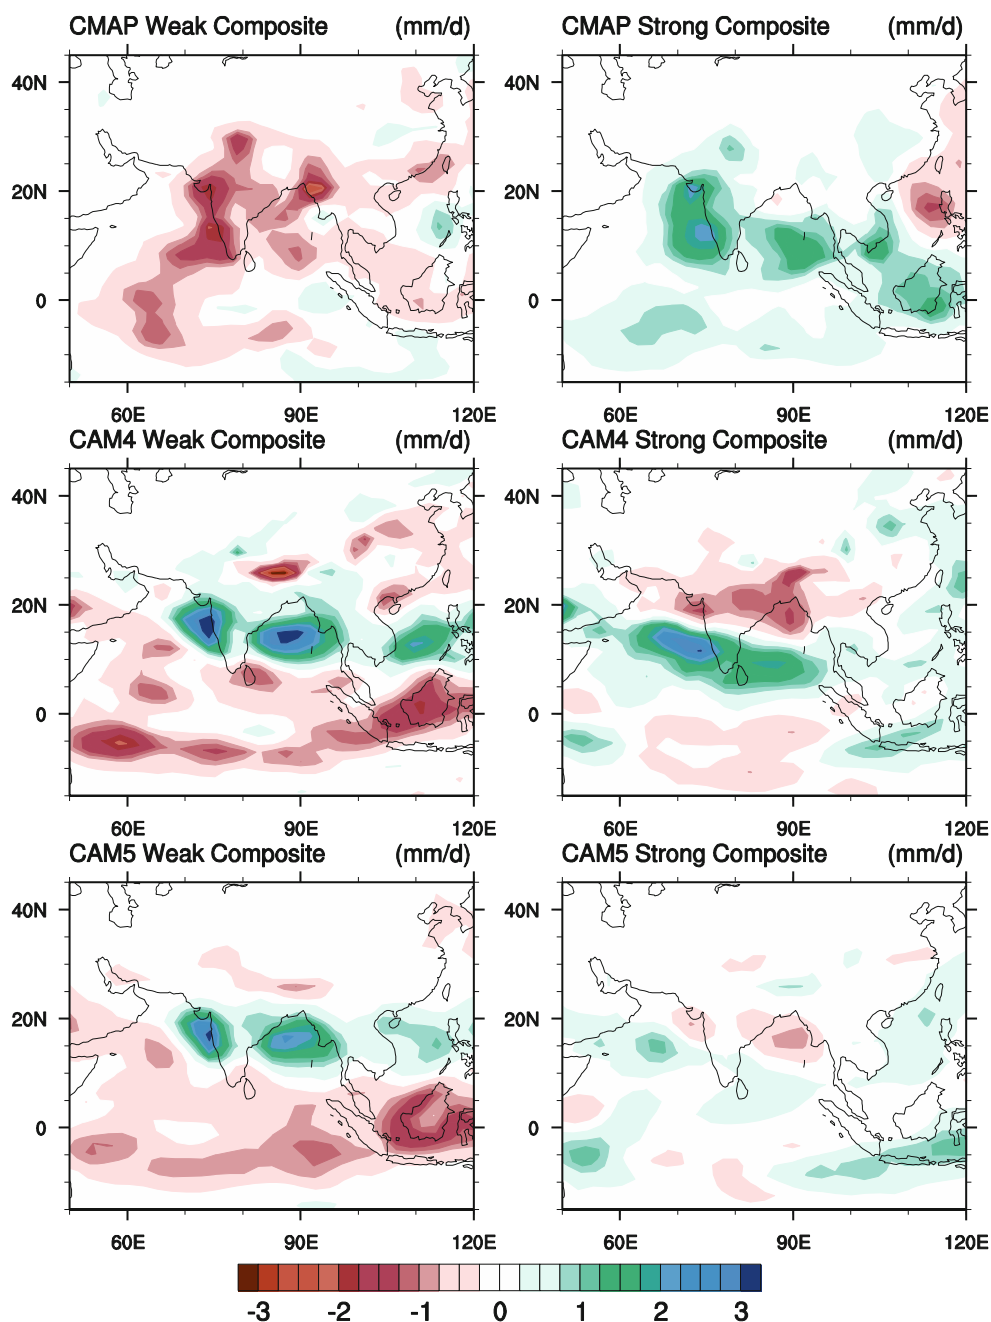 CMAP Weak Composite (mm/d) CMAP Strong Composite (mm/d)
40N
20N
0
60E 90E 120E
40N
20N
0
60E 90E 120E
CAM4 Weak Composite (mm/d) CAM4 Strong Composite (mm/d)
40N
20N
0
60E 90E 120E
40N
20N
0
60E 90E 120E
CAM5 Weak Composite (mm/d) CAM5 Strong Composite (mm/d)
40N
20N
0
60E 90E 120E
40N
20N
0
60E 90E 120E
-3 -2 -1 0 1 2 3